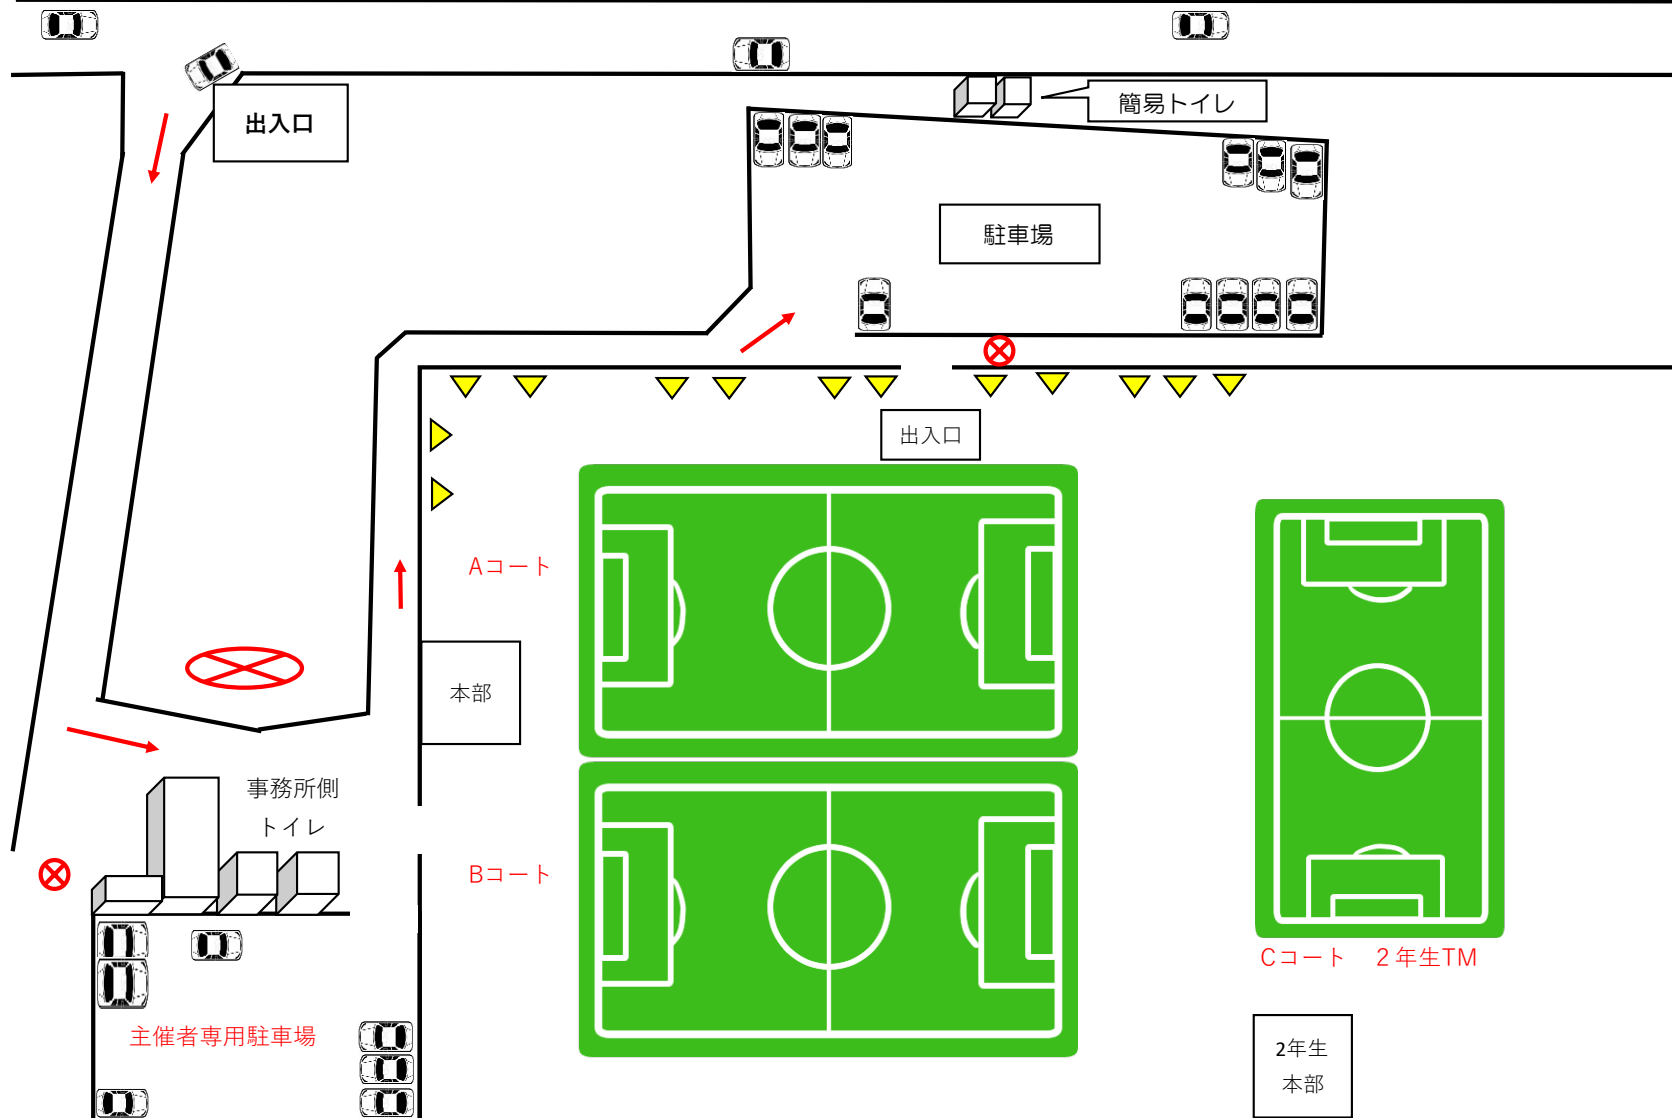 簡易トイレ
出入口
駐車場
出入口
Aコート
本部
事務所側
トイレ
Bコート
Cコート　２年生TM
主催者専用駐車場
2年生
本部